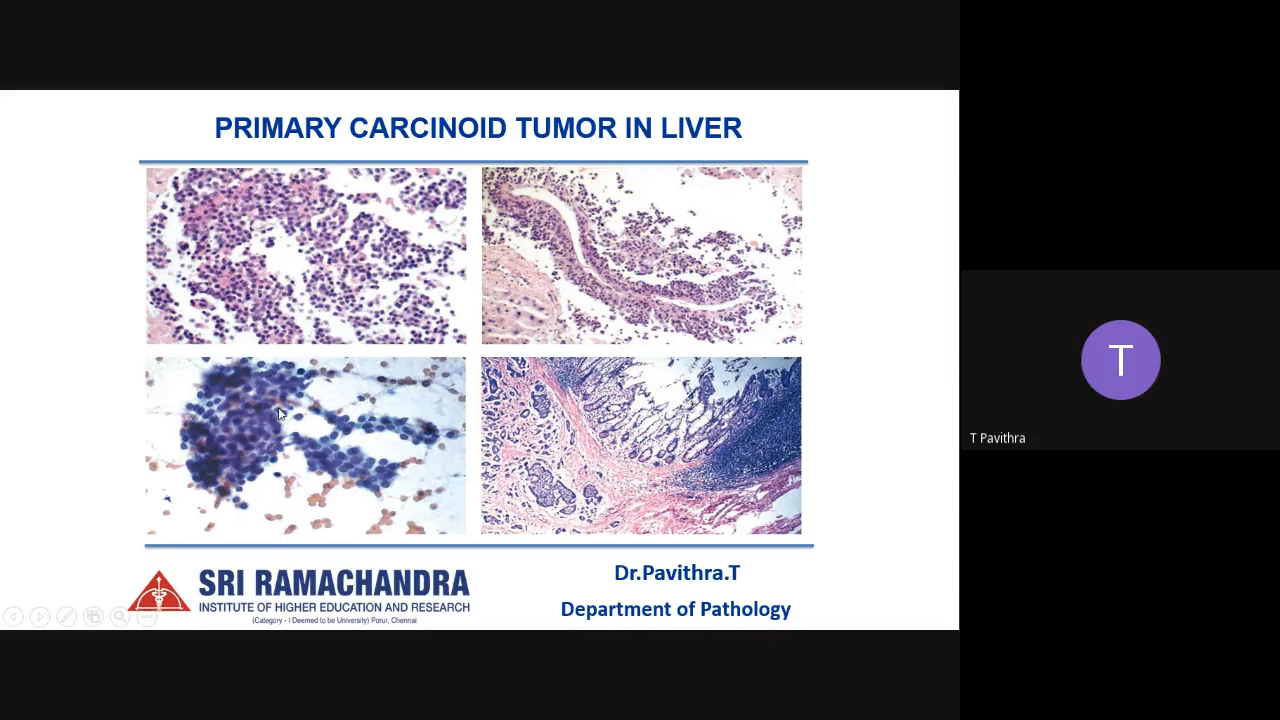 PRIMARY CARCINOID TUMOR IN LIVER
SRI RAMACHANDRA
INSTITUTE OF HIGHER EDUCATION AND RESEARCH
(Category - I Deemed to be University) Porur, Chennai
Dr.Pavithra.T
Department of Pathology
T
T Pavithra